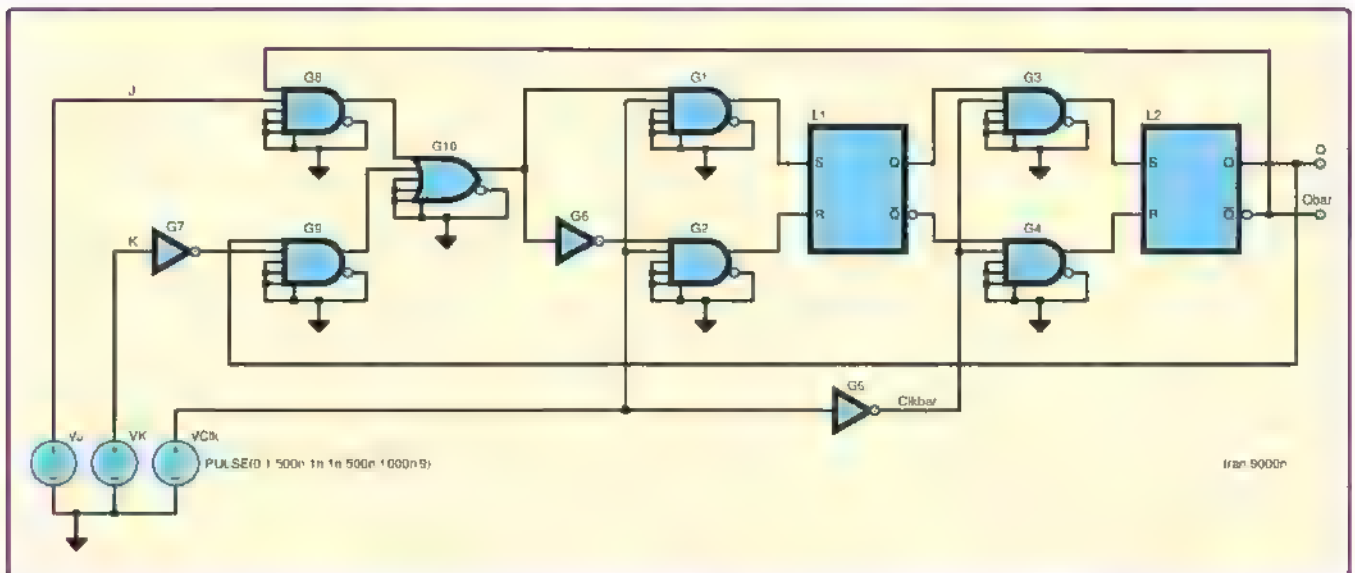 G8
G1
G3
J
L1
L2
G10
S
Q
S
Q
Q
Qbar
G6
R
Q
R
Q
K
G7
G9
G2
G4
G5
Clkbar
VJ
VK
VClk
PULSE(0 1 500n 1n 1n 500n 1000n 9)
tran 9000n